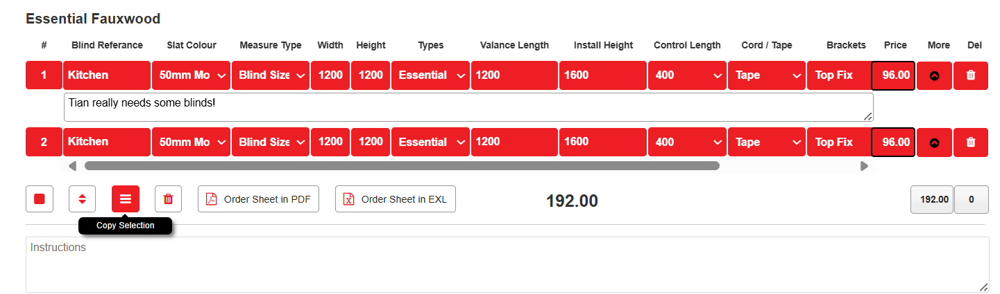 Essential Fauxwood
# Blind Referance Slat Colour Measure Type Width Height Types Valance Length Install Height Control Length Cord / Tape Brackets Price More Del
1 Kitchen 50mm Mo Blind Size 1200 1200 Essential 1200 1600 400 Tape Top Fix 96.00
Tian really needs some blinds!
2 Kitchen 50mm Mo Blind Size 1200 1200 Essential 1200 1600 400 Tape Top Fix 96.00
Order Sheet in PDF Order Sheet in EXL 192.00 192.00 0
Copy Selection
Instructions